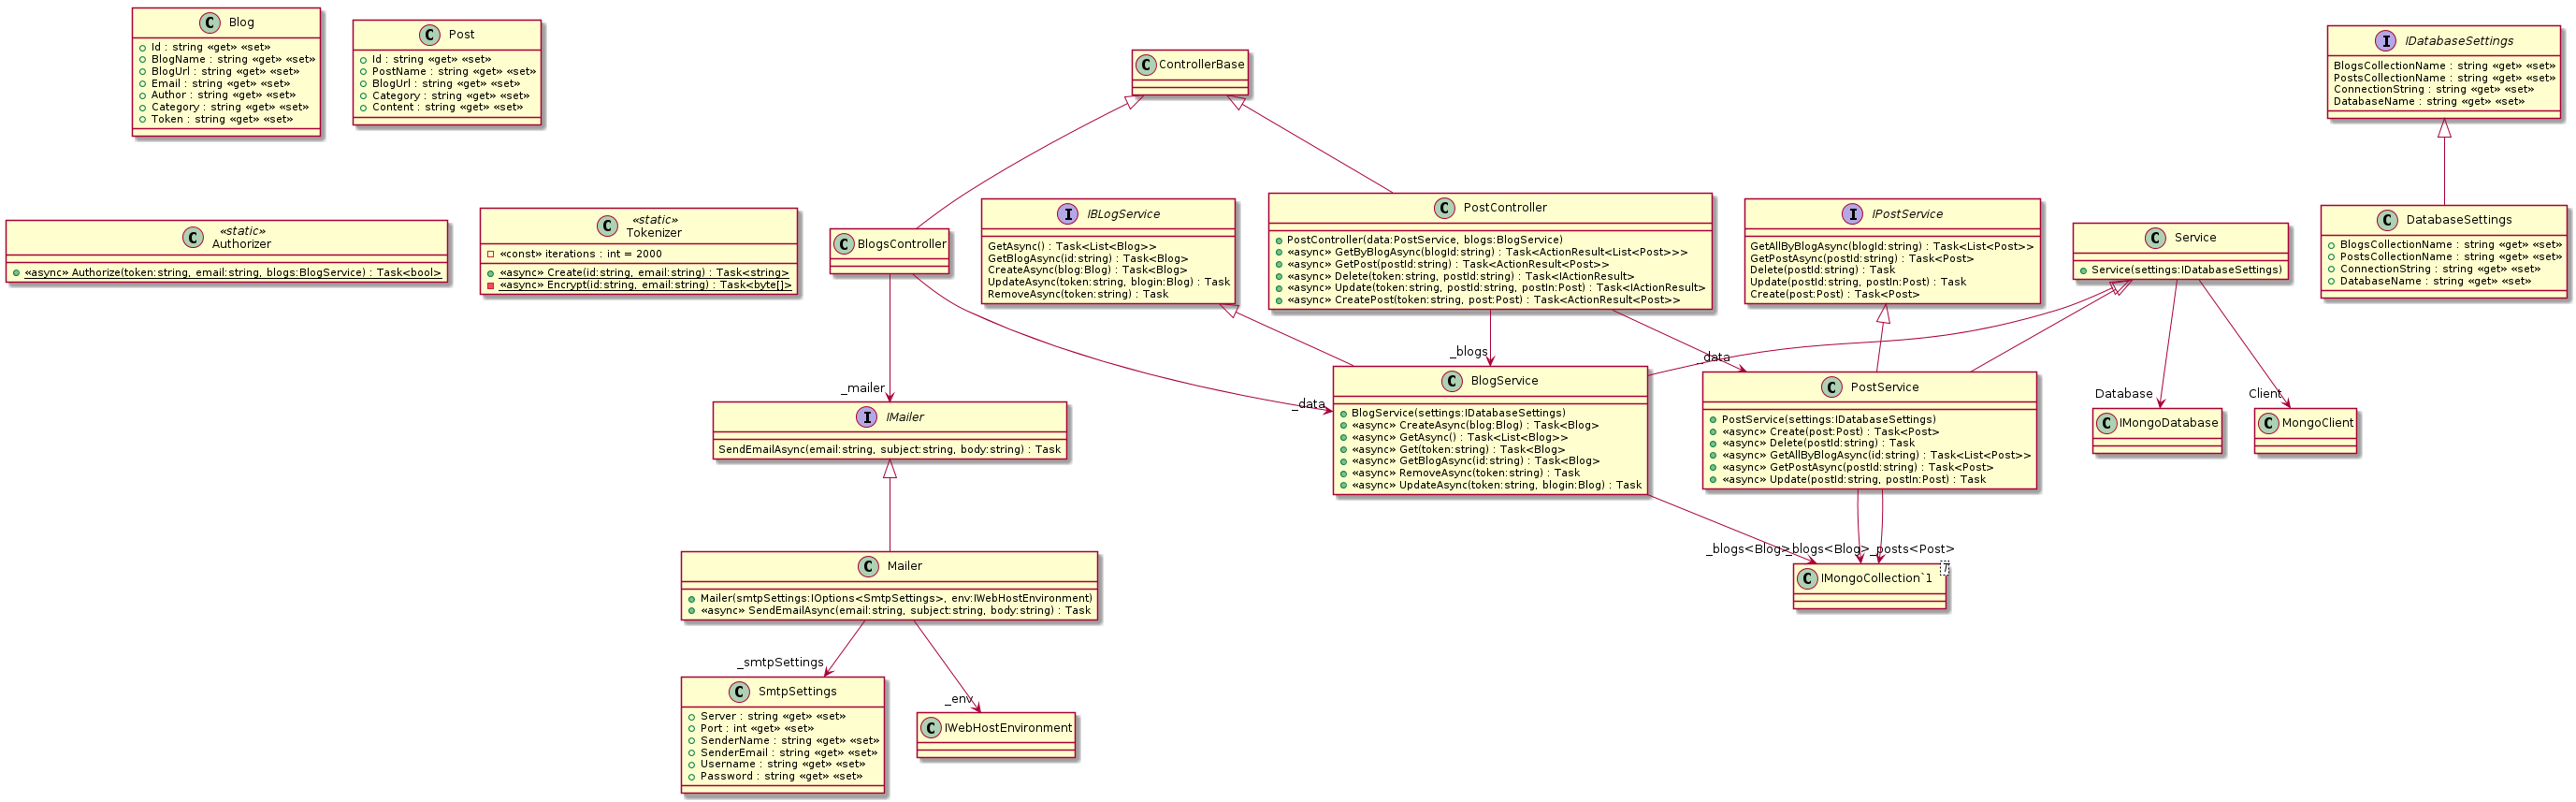 Blog
Id : string «get» «set»
BlogName : string «get» «set»
BlogUrl : string «get» «set»
Email : string «get» «set»
Author : string «get» «set»
Category : string «get» «set»
Token : string «get» «set»
Post
Id : string «get» «set»
PostName : string «get» «set»
BlogUrl : string «get» «set»
Category : string «get» «set»
Content : string «get» «set»
ControllerBase
IDatabaseSettings
BlogsCollectionName : string «get» «set»
PostsCollectionName : string «get» «set»
ConnectionString : string «get» «set»
DatabaseName : string «get» «set»
«static»
Authorizer
«async» Authorize(token:string, email:string, blogs:BlogService) : Task<bool>
«static»
Tokenizer
«const» iterations : int = 2000
«async» Create(id:string, email:string) : Task<string>
«async» Encrypt(id:string, email:string) : Task<byte[]>
BlogsController
IBLogService
GetAsync() : Task<List<Blog>>
GetBlogAsync(id:string) : Task<Blog>
CreateAsync(blog:Blog) : Task<Blog>
UpdateAsync(token:string, blogin:Blog) : Task
RemoveAsync(token:string) : Task
PostController
PostController(data:PostService, blogs:BlogService)
«async» GetByBlogAsync(blogId:string) : Task<ActionResult<List<Post>>>
«async» GetPost(postId:string) : Task<ActionResult<Post>>
«async» Delete(token:string, postId:string) : Task<IActionResult>
«async» Update(token:string, postId:string, postIn:Post) : Task<IActionResult>
«async» CreatePost(token:string, post:Post) : Task<ActionResult<Post>>
IPostService
GetAllByBlogAsync(blogId:string) : Task<List<Post>>
GetPostAsync(postId:string) : Task<Post>
Delete(postId:string) : Task
Update(postId:string, postIn:Post) : Task
Create(post:Post) : Task<Post>
Service
Service(settings:IDatabaseSettings)
DatabaseSettings
BlogsCollectionName : string «get» «set»
PostsCollectionName : string «get» «set»
ConnectionString : string «get» «set»
DatabaseName : string «get» «set»
_mailer
_data
_blogs
_data
Database
Client
IMailer
SendEmailAsync(email:string, subject:string, body:string) : Task
BlogService
BlogService(settings:IDatabaseSettings)
«async» CreateAsync(blog:Blog) : Task<Blog>
«async» GetAsync() : Task<List<Blog>>
«async» Get(token:string) : Task<Blog>
«async» GetBlogAsync(id:string) : Task<Blog>
«async» RemoveAsync(token:string) : Task
«async» UpdateAsync(token:string, blogin:Blog) : Task
PostService
PostService(settings:IDatabaseSettings)
«async» Create(post:Post) : Task<Post>
«async» Delete(postId:string) : Task
«async» GetAllByBlogAsync(id:string) : Task<List<Post>>
«async» GetPostAsync(postId:string) : Task<Post>
«async» Update(postId:string, postIn:Post) : Task
IMongoDatabase
MongoClient
_blogs<Blog>
_blogs<Blog>
_posts<Post>
Mailer
Mailer(smtpSettings:IOptions<SmtpSettings>, env:IWebHostEnvironment)
«async» SendEmailAsync(email:string, subject:string, body:string) : Task
IMongoCollection`1
_smtpSettings
_env
SmtpSettings
Server : string «get» «set»
Port : int «get» «set»
SenderName : string «get» «set»
SenderEmail : string «get» «set»
Username : string «get» «set»
Password : string «get» «set»
IWebHostEnvironment